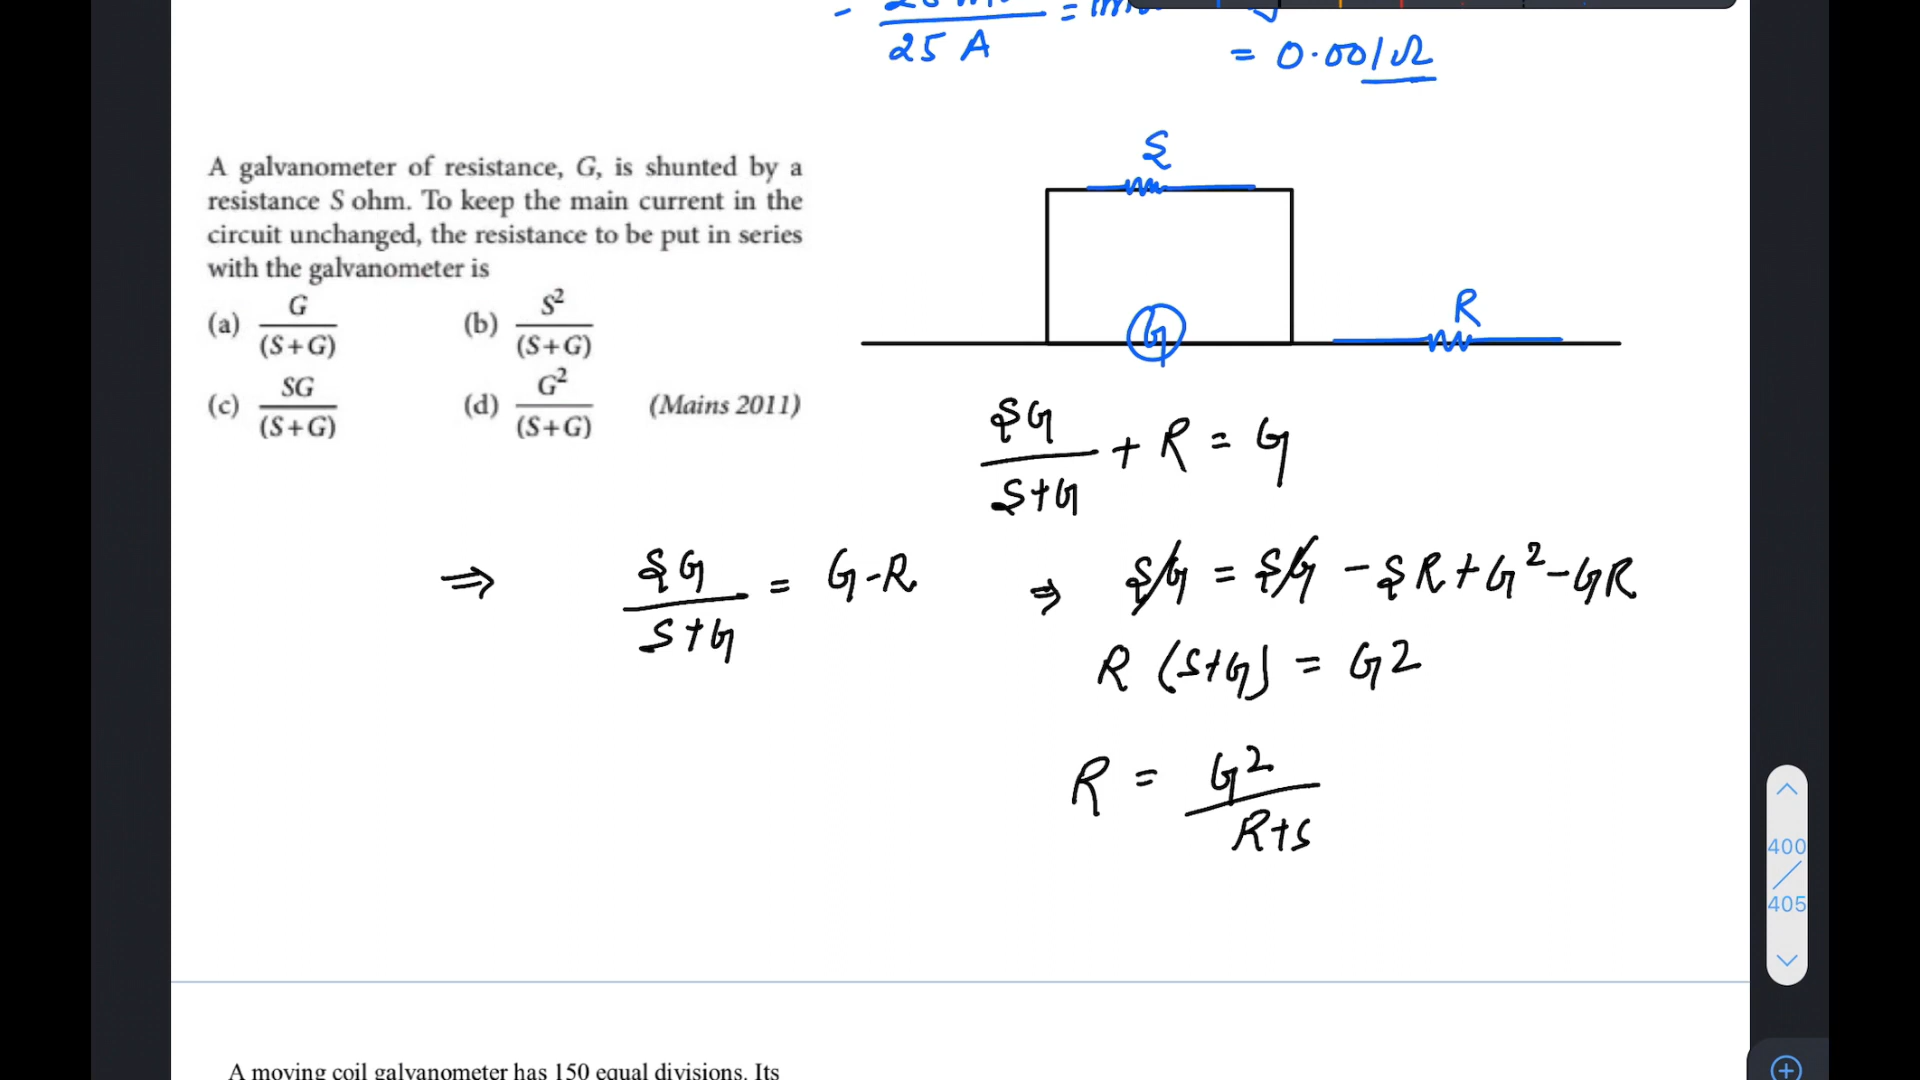 25 A
= 0.001Ω
A galvanometer of resistance, G, is shunted by a
resistance S ohm. To keep the main current in the
circuit unchanged, the resistance to be put in series
with the galvanometer is
(a) G/(S+G) (b) S²/(S+G)
(c) SG/(S+G) (d) G²/(S+G) (Mains 2011)
S
G
R
SG/S+G + R = G
⇒ SG/S+G = G-R ⇒ SG = SG - SR + G² - GR
R (S+G) = G2
R = G2/R+S
400
/
405
A moving coil galvanometer has 150 equal divisions. Its